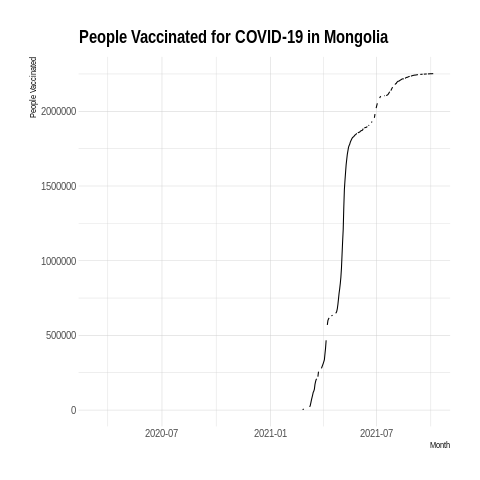 People Vaccinated for COVID-19 in Mongolia
People Vaccinated
2000000
1500000
1000000
500000
0
2020-07
2021-01
2021-07
Month